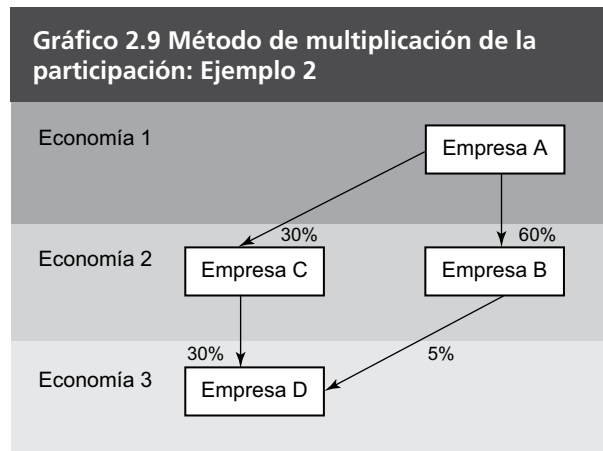 Gráfico 2.9 Método de multiplicación de la
participación: Ejemplo 2
Economía 1
Empresa A
30%
60%
Economía 2
Empresa C
Empresa B
30%
5%
Economía 3
Empresa D